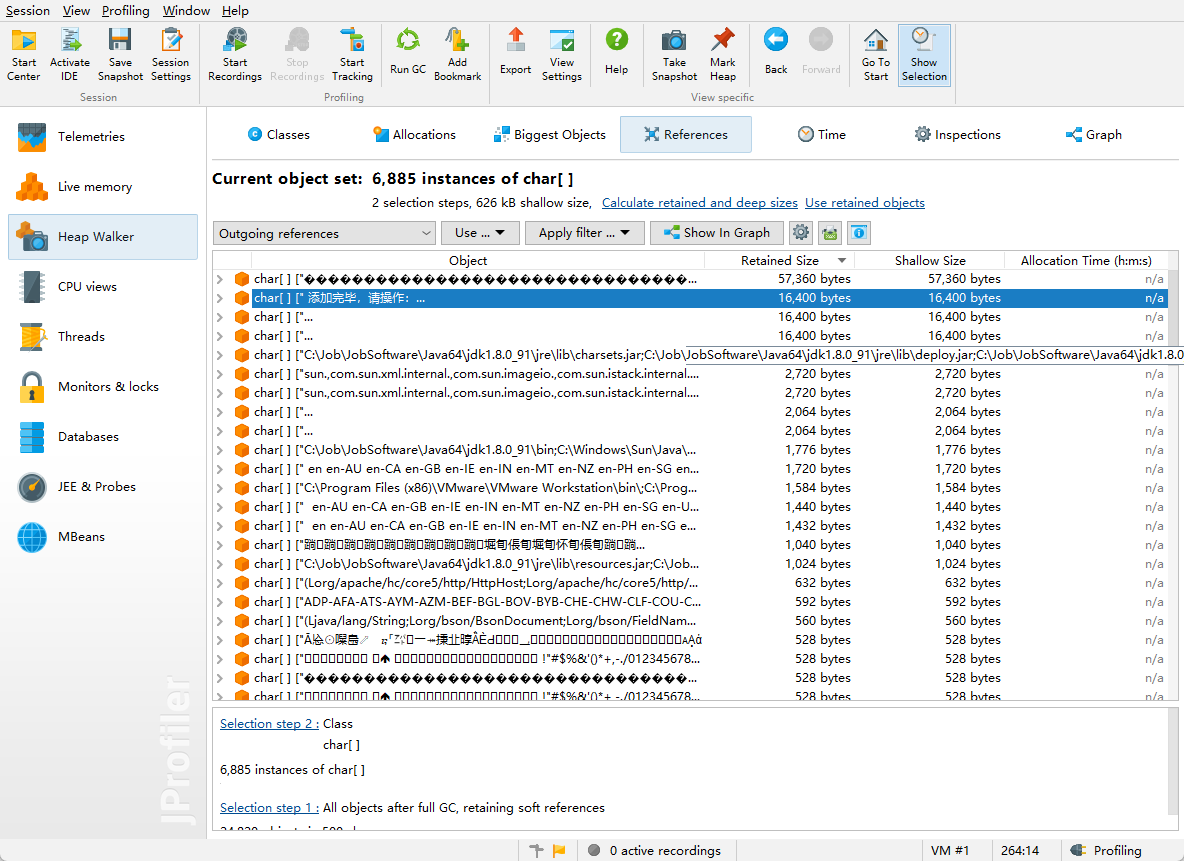 Session View Profiling Window Help
Start Center Activate IDE Save Snapshot Session Settings Start Recordings Stop Recordings Start Tracking Run GC Add Bookmark Export View Settings Help Take Snapshot Mark Heap Back Forward Go To Start Show Selection
Session Profiling View specific
Telemetries
Live memory
Heap Walker
CPU views
Threads
Monitors & locks
Databases
JEE & Probes
MBeans
JProfiler
Classes Allocations Biggest Objects References Time Inspections Graph
Current object set: 6,885 instances of char[ ]
2 selection steps, 626 kB shallow size, Calculate retained and deep sizes Use retained objects
Outgoing references Use ... Apply filter ... Show In Graph
Object Retained Size Shallow Size Allocation Time (h:m:s)
char[ ] ["��������������������������������... 57,360 bytes 57,360 bytes n/a
char[ ] [" 添加完毕，请操作：... 16,400 bytes 16,400 bytes n/a
char[ ] ["... 16,400 bytes 16,400 bytes n/a
char[ ] ["... 16,400 bytes 16,400 bytes n/a
char[ ] ["C:\Job\JobSoftware\Java64\jdk1.8.0_91\jre\lib\charsets.jar;C:\Job\JobSoftware\Java64\jdk1.8.0_91\jre\lib\deploy.jar;C:\Job\JobSoftware\Java64\jdk1.8.0
char[ ] ["sun.,com.sun.xml.internal.,com.sun.imageio.,com.sun.istack.internal.... 2,720 bytes 2,720 bytes n/a
char[ ] ["sun.,com.sun.xml.internal.,com.sun.imageio.,com.sun.istack.internal.... 2,720 bytes 2,720 bytes n/a
char[ ] ["... 2,064 bytes 2,064 bytes n/a
char[ ] ["... 2,064 bytes 2,064 bytes n/a
char[ ] ["C:\Job\JobSoftware\Java64\jdk1.8.0_91\bin;C:\Windows\Sun\Java\... 1,776 bytes 1,776 bytes n/a
char[ ] [" en en-AU en-CA en-GB en-IE en-IN en-MT en-NZ en-PH en-SG en... 1,720 bytes 1,720 bytes n/a
char[ ] ["C:\Program Files (x86)\VMware\VMware Workstation\bin\;C:\Prog... 1,584 bytes 1,584 bytes n/a
char[ ] [" en-AU en-CA en-GB en-IE en-IN en-MT en-NZ en-PH en-SG en-U... 1,440 bytes 1,440 bytes n/a
char[ ] [" en en-AU en-CA en-GB en-IE en-IN en-MT en-NZ en-PH en-SG e... 1,432 bytes 1,432 bytes n/a
char[ ] [" 1,040 bytes 1,040 bytes n/a
char[ ] ["C:\Job\JobSoftware\Java64\jdk1.8.0_91\jre\lib\resources.jar;C:\Job... 1,024 bytes 1,024 bytes n/a
char[ ] ["(Lorg/apache/hc/core5/http/HttpHost;Lorg/apache/hc/core5/http/... 632 bytes 632 bytes n/a
char[ ] ["ADP-AFA-ATS-AYM-AZM-BEF-BGL-BOV-BYB-CHE-CHW-CLF-COU-C... 592 bytes 592 bytes n/a
char[ ] ["(Ljava/lang/String;Lorg/bson/BsonDocument;Lorg/bson/FieldNam... 560 bytes 560 bytes n/a
char[ ] [" 528 bytes 528 bytes n/a
char[ ] [" !"#$%&'()*+,-./012345678... 528 bytes 528 bytes n/a
char[ ] ["��������������������������������... 528 bytes 528 bytes n/a
char[ ] [" !"#$%&'()*+,-./012345678... 528 bytes 528 bytes n/a
Selection step 2 : Class
char[ ]
6,885 instances of char[ ]
Selection step 1 : All objects after full GC, retaining soft references
0 active recordings VM #1 264:14 Profiling